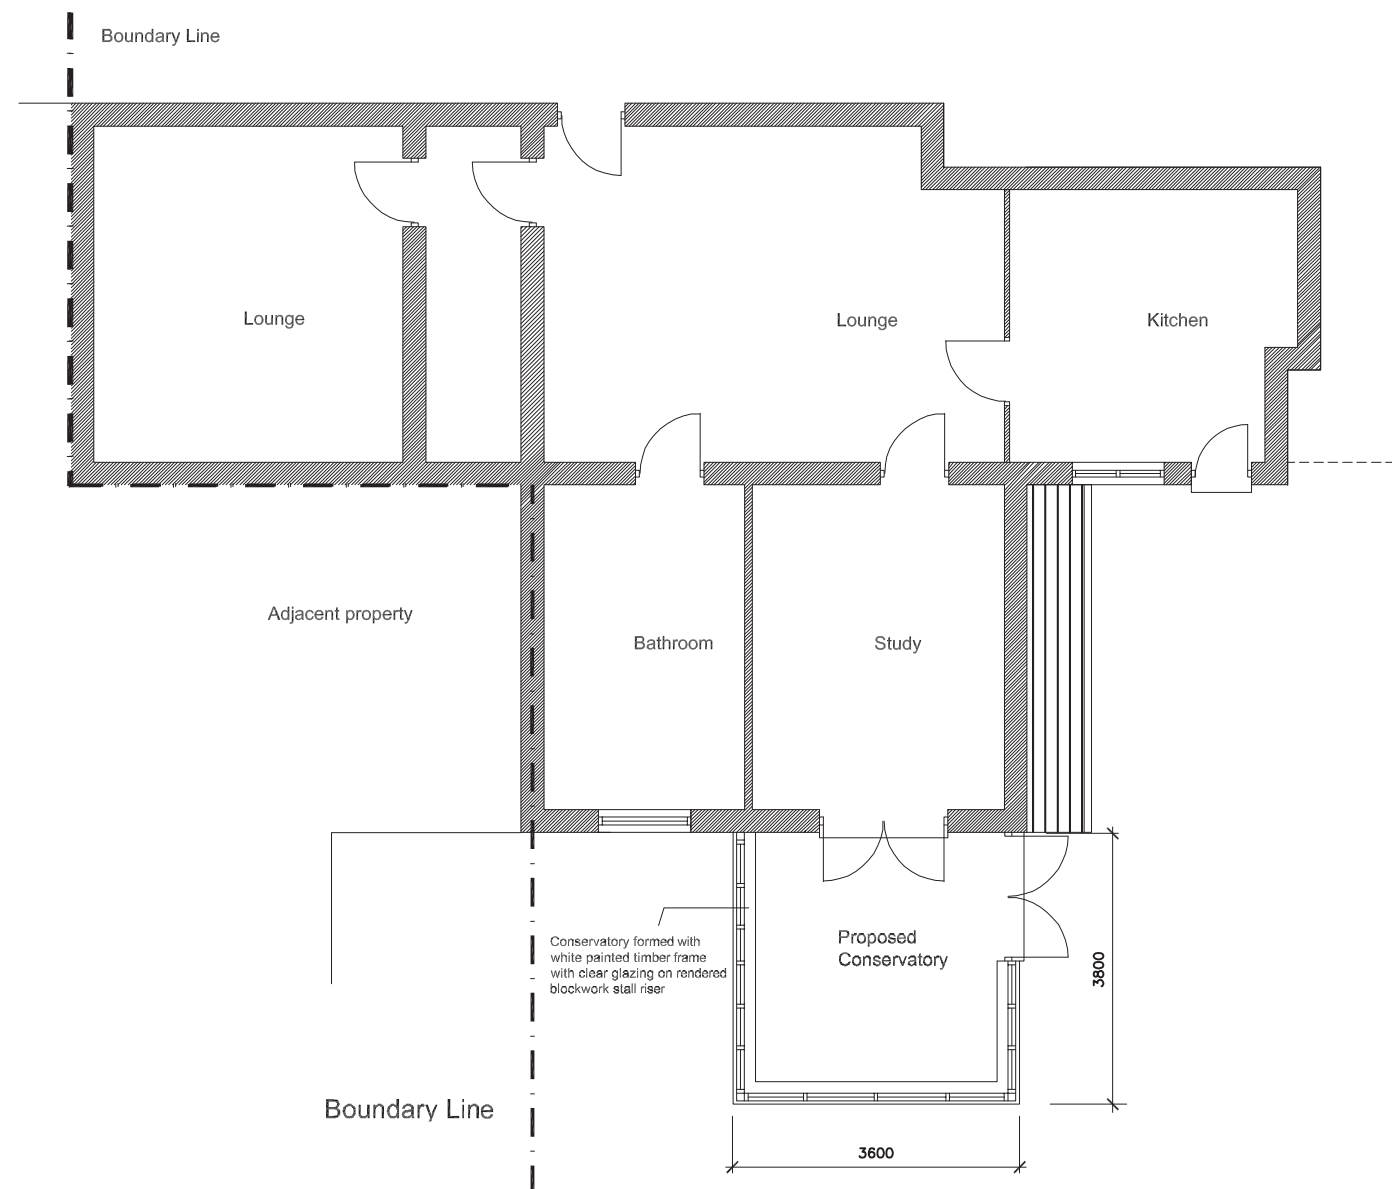 Boundary Line
Lounge
Lounge
Kitchen
Adjacent property
Bathroom
Study
Conservatory formed with
white painted timber frame
with clear glazing on rendered
blockwork stall riser
Proposed
Conservatory
3800
Boundary Line
3600